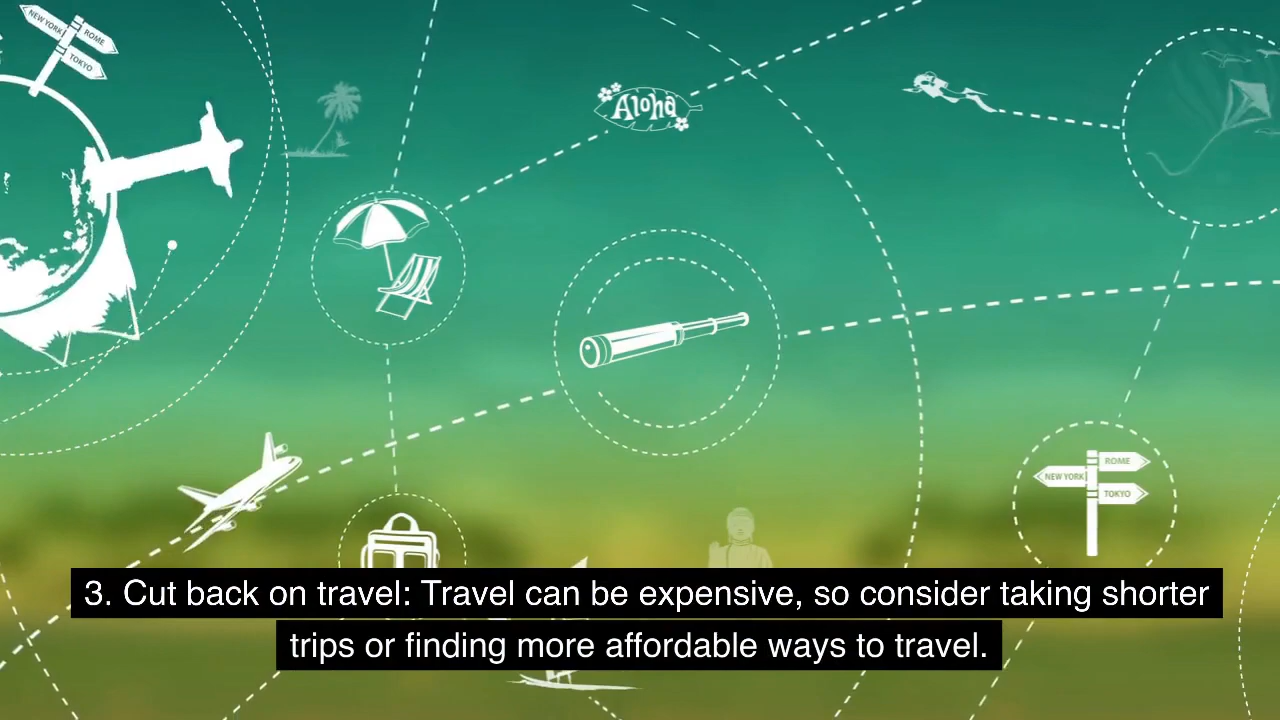 NEW YORK
ROME
TOKYO
Aloha
ROME
NEW YORK
TOKYO
3. Cut back on travel: Travel can be expensive, so consider taking shorter
trips or finding more affordable ways to travel.